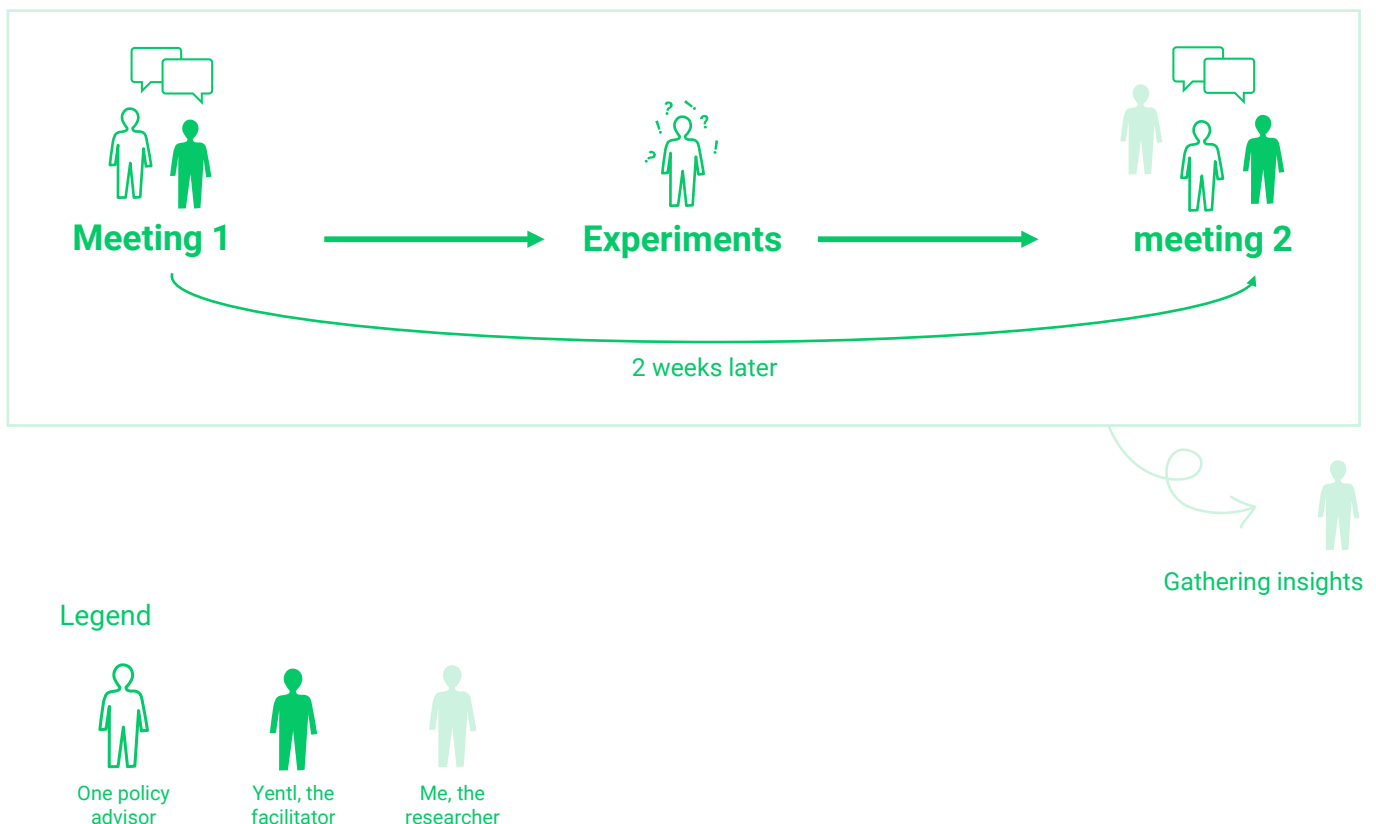 Meeting 1
Experiments
meeting 2
2 weeks later
Gathering insights
Legend
One policy
advisor
Yentl, the
facilitator
Me, the
researcher